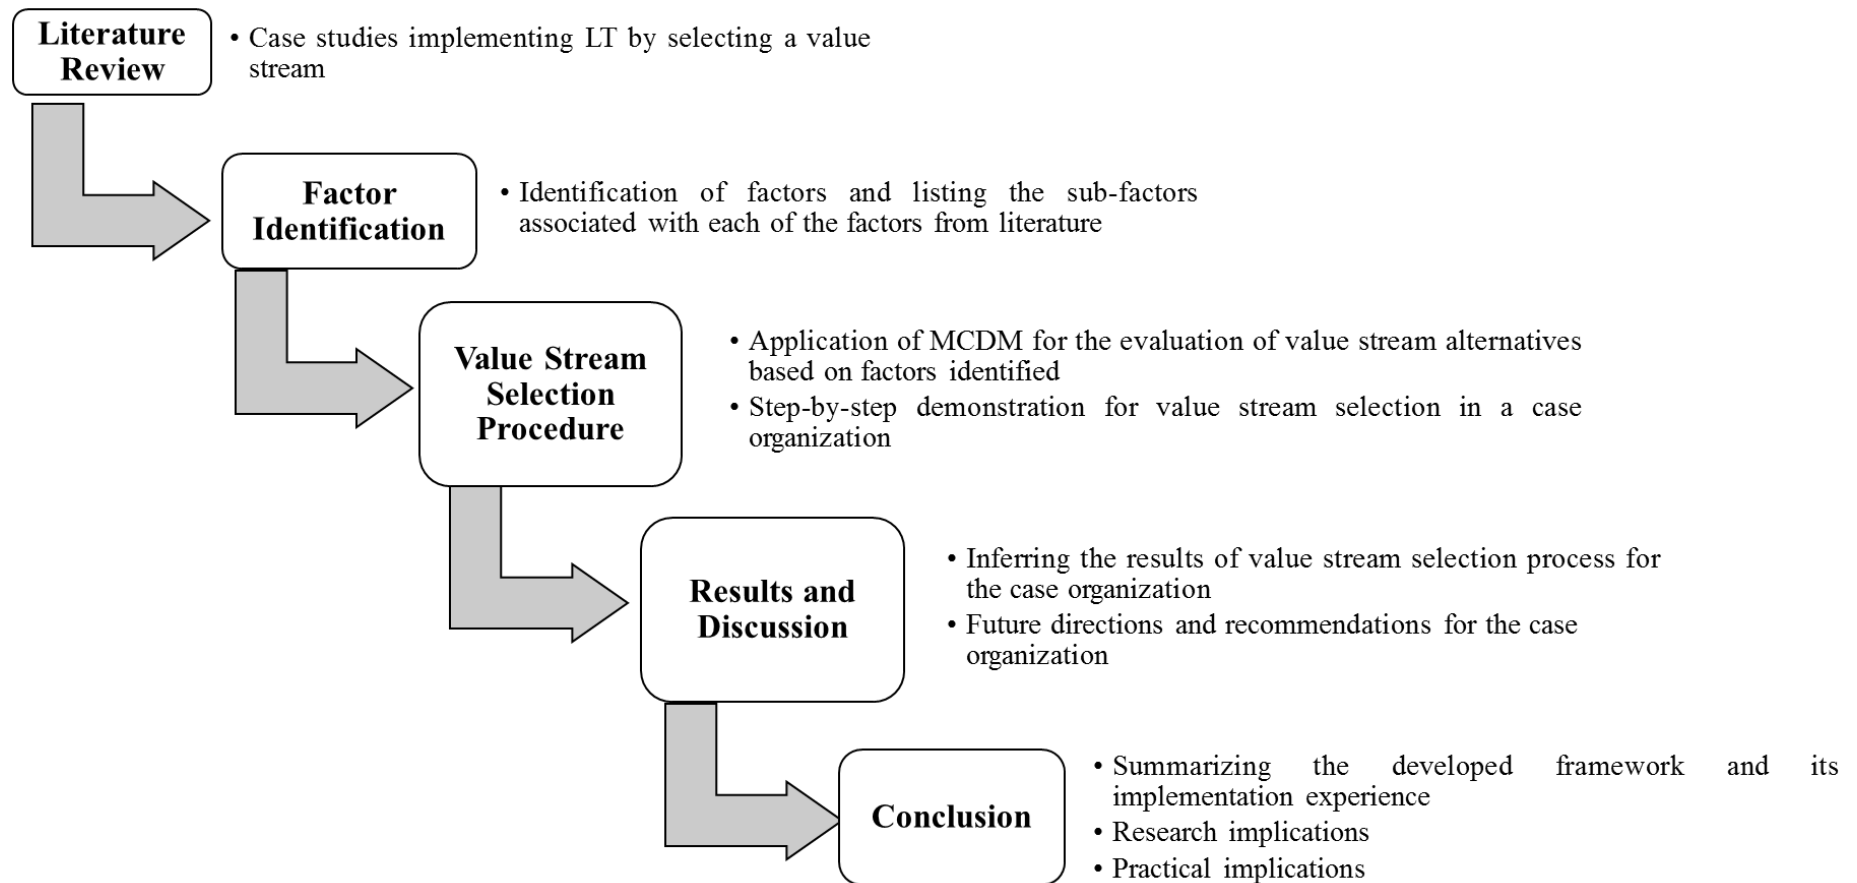 Literature
Review
• Case studies implementing LT by selecting a value
stream
Factor
Identification
• Identification of factors and listing the sub-factors
associated with each of the factors from literature
Value Stream
Selection
Procedure
• Application of MCDM for the evaluation of value stream alternatives
based on factors identified
• Step-by-step demonstration for value stream selection in a case
organization
Results and
Discussion
• Inferring the results of value stream selection process for
the case organization
• Future directions and recommendations for the case
organization
Conclusion
• Summarizing the developed framework and its
implementation experience
• Research implications
• Practical implications